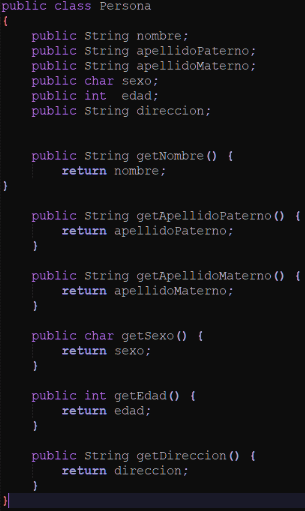 public class Persona
{
    public String nombre;
    public String apellidoPaterno;
    public String apellidoMaterno;
    public char sexo;
    public int  edad;
    public String direccion;


    public String getNombre() {
        return nombre;
}

    public String getApellidoPaterno() {
        return apellidoPaterno;
    }

    public String getApellidoMaterno() {
        return apellidoMaterno;
    }

    public char getSexo() {
        return sexo;
    }

    public int getEdad() {
        return edad;
    }

    public String getDireccion() {
        return direccion;
    }
}